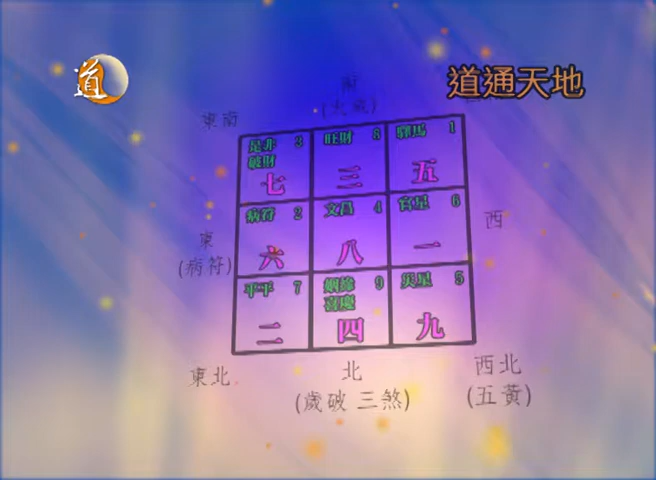 道
道通天地
南
(太歲)
東南
是非 3
破財
七
旺財 8
三
驛馬 1
五
西
東
(病符)
病符 2
六
文昌 4
八
官星 6
一
平平 7
二
姻緣 9
喜慶
四
災星 5
九
東北
北
(歲破 三煞)
西北
(五黃)